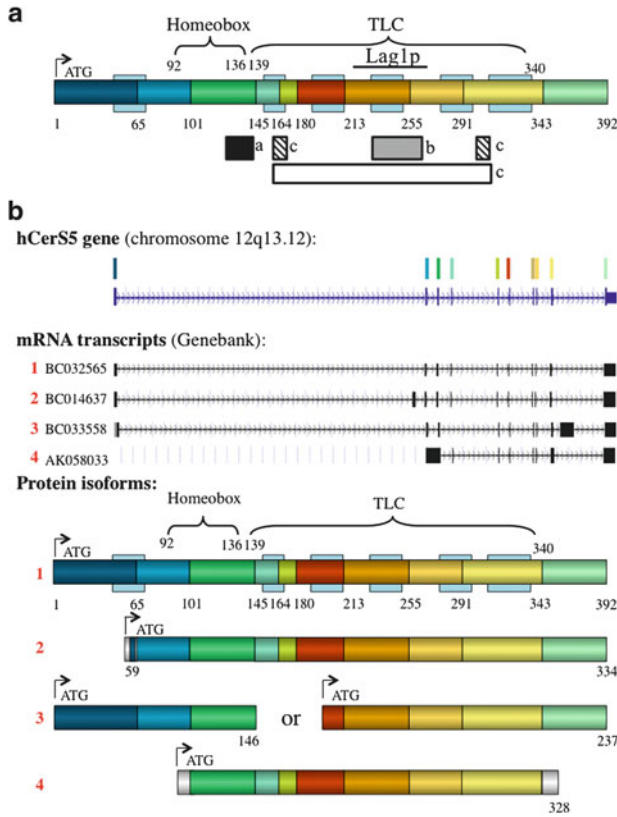 a
Homeobox
TLC
Lag1p
92 136 139 340
ATG
1 65 101 145 164 180 213 255 291 343 392
a c b c
c
b
hCerS5 gene (chromosome 12q13.12):
mRNA transcripts (Genebank):
1 BC032565
2 BC014637
3 BC033558
4 AK058033
Protein isoforms:
Homeobox
TLC
92 136 139 340
ATG
1
1 65 101 145 164 180 213 255 291 343 392
ATG
2
59 334
ATG ATG
3 or
146 237
ATG
4
328